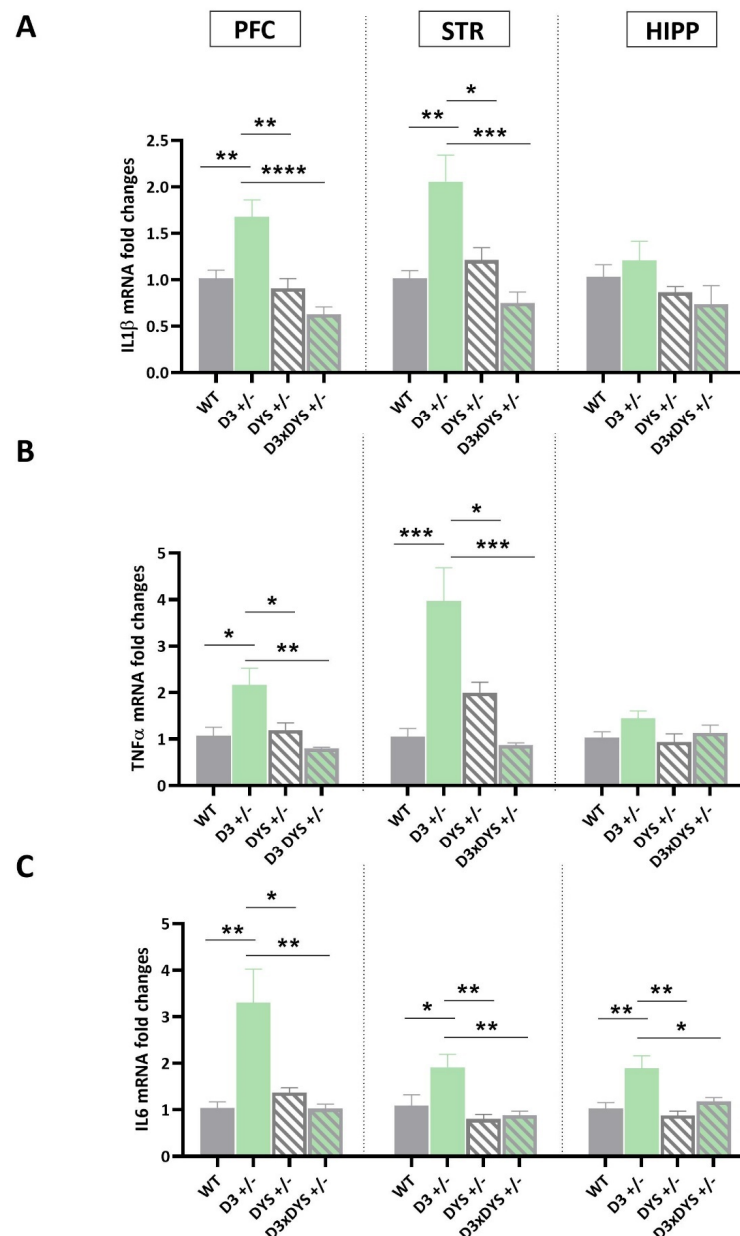 A
PFC
STR
HIPP
IL1β mRNA fold changes
2.5
2.0
1.5
1.0
0.5
0.0
**
**
****
**
*
***
WT
D3 +/-
DYS +/-
D3xDYS +/-
WT
D3 +/-
DYS +/-
D3xDYS +/-
WT
D3 +/-
DYS +/-
D3xDYS +/-
B
TNFα mRNA fold changes
5
4
3
2
1
0
*
*
**
***
*
***
WT
D3 +/-
DYS +/-
D3 DYS +/-
WT
D3 +/-
DYS +/-
D3xDYS +/-
WT
D3 +/-
DYS +/-
D3xDYS +/-
C
IL6 mRNA fold changes
5
4
3
2
1
0
**
*
**
*
**
**
**
**
*
WT
D3 +/-
DYS +/-
D3xDYS +/-
WT
D3 +/-
DYS +/-
D3xDYS +/-
WT
D3 +/-
DYS +/-
D3xDYS +/-